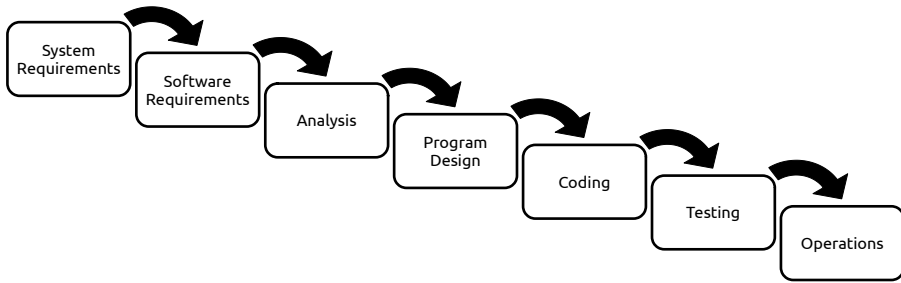 System
Requirements
Software
Requirements
Analysis
Program
Design
Coding
Testing
Operations